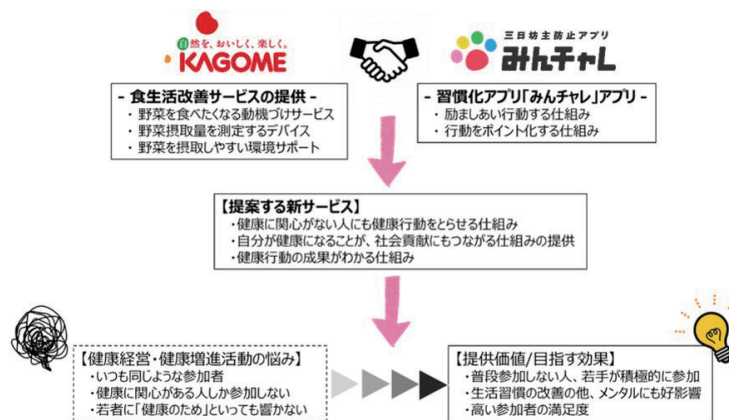 自然を、おいしく、楽しく。
KAGOME
三日坊主防止アプリ
みんチャレ
- 食生活改善サービスの提供 -
・ 野菜を食べたくなる動機づけサービス
・ 野菜摂取量を測定するデバイス
・ 野菜を摂取しやすい環境サポート
- 習慣化アプリ「みんチャレ」アプリ -
・ 励ましあい行動する仕組み
・ 行動をポイント化する仕組み
【提案する新サービス】
・健康に関心がない人にも健康行動をとらせる仕組み
・自分が健康になることが、社会貢献にもつながる仕組みの提供
・健康行動の成果がわかる仕組み
【健康経営・健康増進活動の悩み】
・いつも同じような参加者
・健康に関心がある人しか参加しない
・若者に「健康のため」といっても響かない
【提供価値/目指す効果】
・普段参加しない人、若手が積極的に参加
・生活習慣の改善の他、メンタルにも好影響
・高い参加者の満足度